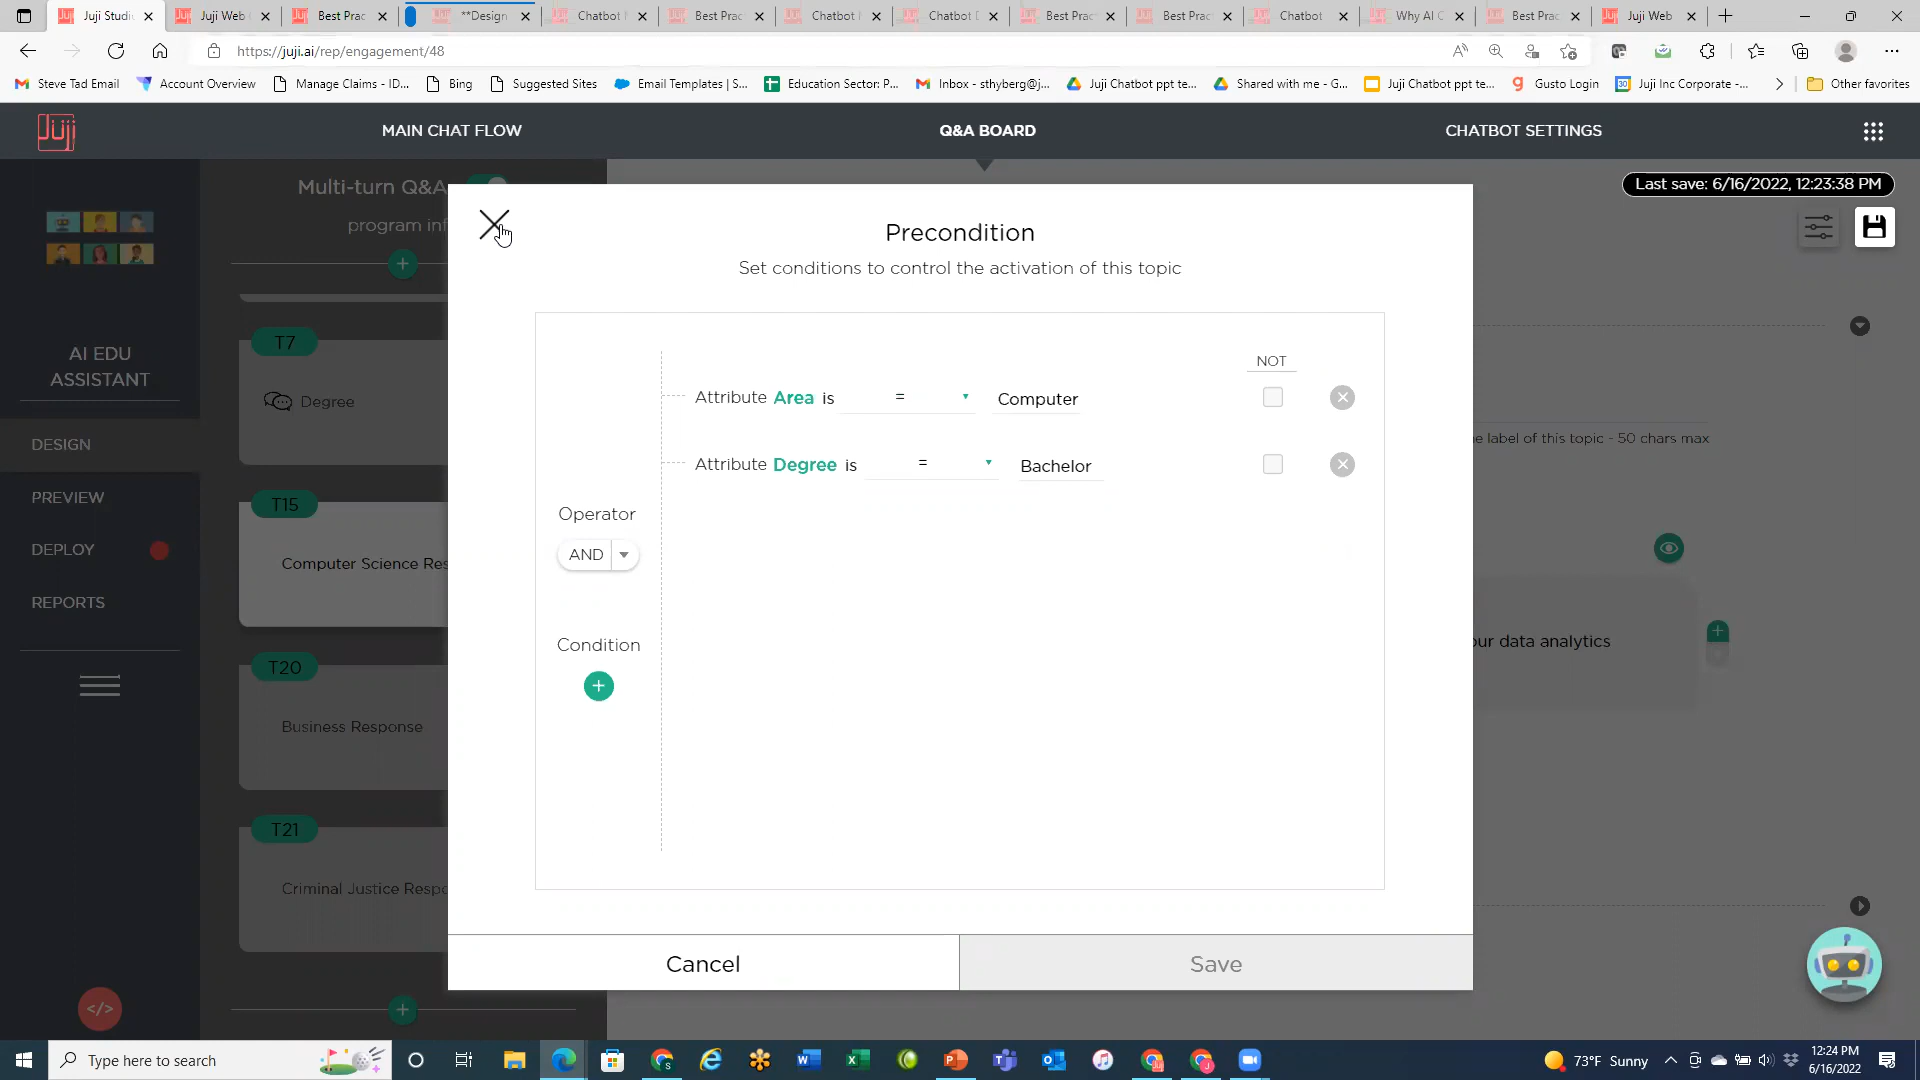 Juji Studi
Juji Web
Best Prac
**Design
Chatbot
Best Prac
Chatbot
Chatbot
Best Prac
Best Prac
Chatbot
Why AI C
Best Prac
Juji Web
https://juji.ai/rep/engagement/48
Steve Tad Email
Account Overview
Manage Claims - ID...
Bing
Suggested Sites
Email Templates | S...
Education Sector: P...
Inbox - sthyberg@j...
Juji Chatbot ppt te...
Shared with me - G...
Juji Chatbot ppt te...
Gusto Login
Juji Inc Corporate -...
Other favorites
Juji
MAIN CHAT FLOW
Q&A BOARD
CHATBOT SETTINGS
Multi-turn Q&A
program inf
Last save: 6/16/2022, 12:23:38 PM
Precondition
Set conditions to control the activation of this topic
NOT
Attribute Area is = Computer
Attribute Degree is = Bachelor
Operator
AND
Condition
Cancel
Save
AI EDU
ASSISTANT
DESIGN
PREVIEW
DEPLOY
REPORTS
</>
T7
Degree
T15
Computer Science Res
T20
Business Response
T21
Criminal Justice Respo
e label of this topic - 50 chars max
our data analytics
Type here to search
73°F Sunny
12:24 PM
6/16/2022